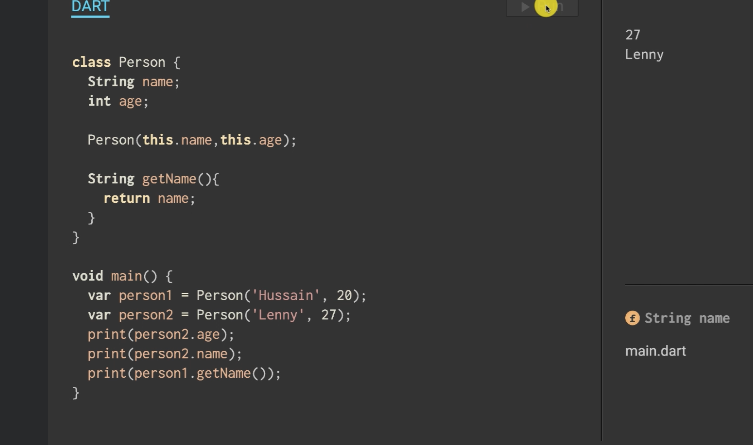 DART
class Person {
String name;
int age;
Person(this.name,this.age);
String getName(){
return name;
}
}
void main() {
var person1 = Person('Hussain', 20);
var person2 = Person('Lenny', 27);
print(person2.age);
print(person2.name);
print(person1.getName());
}
27
Lenny
f String name
main.dart